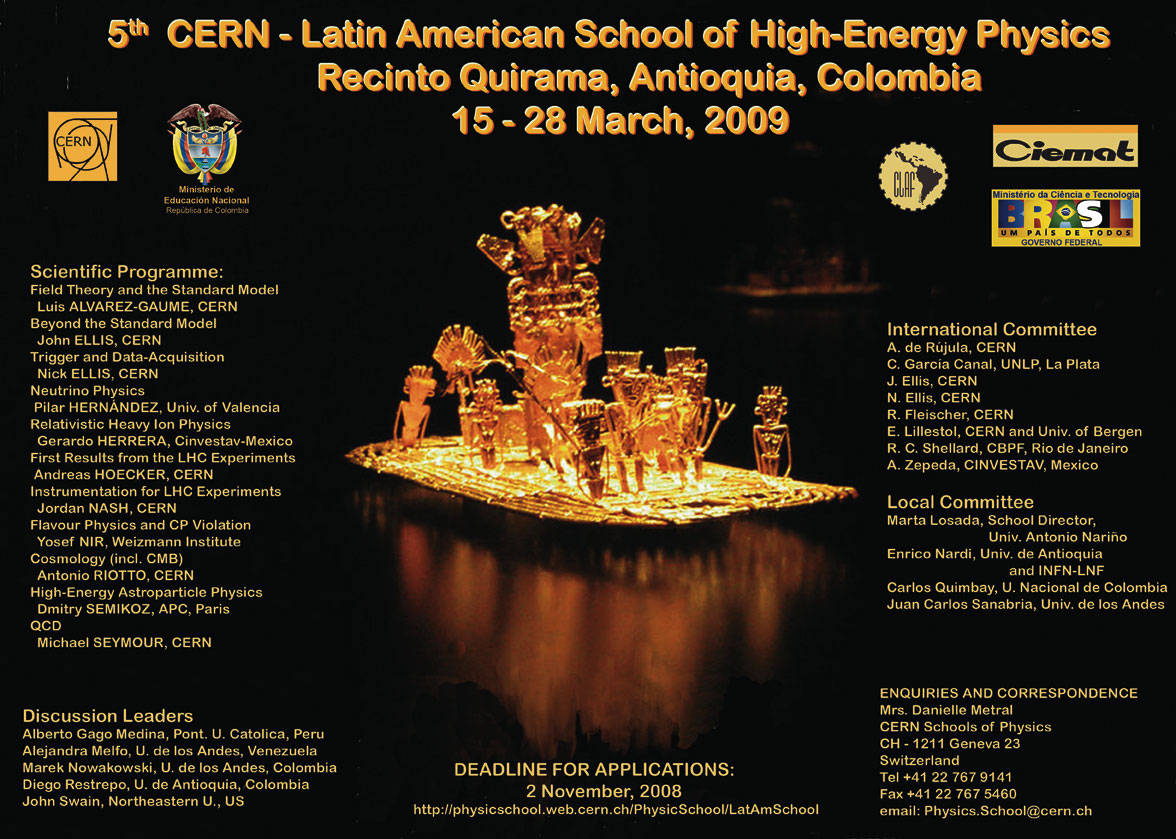 5th CERN - Latin American School of High-Energy Physics
Recinto Quirama, Antioquia, Colombia
15 - 28 March, 2009
CERN
Ministerio de
Educación Nacional
República de Colombia
CLAF
Ciemat
Ministério da Ciência e Tecnologia
BRASIL
UM PAÍS DE TODOS
GOVERNO FEDERAL
Scientific Programme:
Field Theory and the Standard Model
Luis ALVAREZ-GAUME, CERN
Beyond the Standard Model
John ELLIS, CERN
Trigger and Data-Acquisition
Nick ELLIS, CERN
Neutrino Physics
Pilar HERNÁNDEZ, Univ. of Valencia
Relativistic Heavy Ion Physics
Gerardo HERRERA, Cinvestav-Mexico
First Results from the LHC Experiments
Andreas HOECKER, CERN
Instrumentation for LHC Experiments
Jordan NASH, CERN
Flavour Physics and CP Violation
Yosef NIR, Weizmann Institute
Cosmology (incl. CMB)
Antonio RIOTTO, CERN
High-Energy Astroparticle Physics
Dmitry SEMIKOZ, APC, Paris
QCD
Michael SEYMOUR, CERN
Discussion Leaders
Alberto Gago Medina, Pont. U. Catolica, Peru
Alejandra Melfo, U. de los Andes, Venezuela
Marek Nowakowski, U. de los Andes, Colombia
Diego Restrepo, U. de Antioquia, Colombia
John Swain, Northeastern U., US
DEADLINE FOR APPLICATIONS:
2 November, 2008
http://physicschool.web.cern.ch/PhysicSchool/LatAmSchool
International Committee
A. de Rújula, CERN
C. García Canal, UNLP, La Plata
J. Ellis, CERN
N. Ellis, CERN
R. Fleischer, CERN
E. Lillestol, CERN and Univ. of Bergen
R. C. Shellard, CBPF, Rio de Janeiro
A. Zepeda, CINVESTAV, Mexico
Local Committee
Marta Losada, School Director,
Univ. Antonio Nariño
Enrico Nardi, Univ. de Antioquia
and INFN-LNF
Carlos Quimbay, U. Nacional de Colombia
Juan Carlos Sanabria, Univ. de los Andes
ENQUIRIES AND CORRESPONDENCE
Mrs. Danielle Metral
CERN Schools of Physics
CH - 1211 Geneva 23
Switzerland
Tel +41 22 767 9141
Fax +41 22 767 5460
email: Physics.School@cern.ch